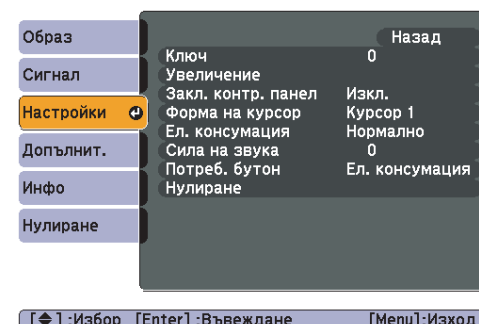 Образ
Сигнал
Настройки
Допълнит.
Инфо
Нулиране
Назад
Ключ 0
Увеличение
Закл. контр. панел Изкл.
Форма на курсор Курсор 1
Ел. консумация Нормално
Сила на звука 0
Потреб. бутон Ел. консумация
Нулиране
[◆] :Избор [Enter] :Въвеждане [Menu]:Изход